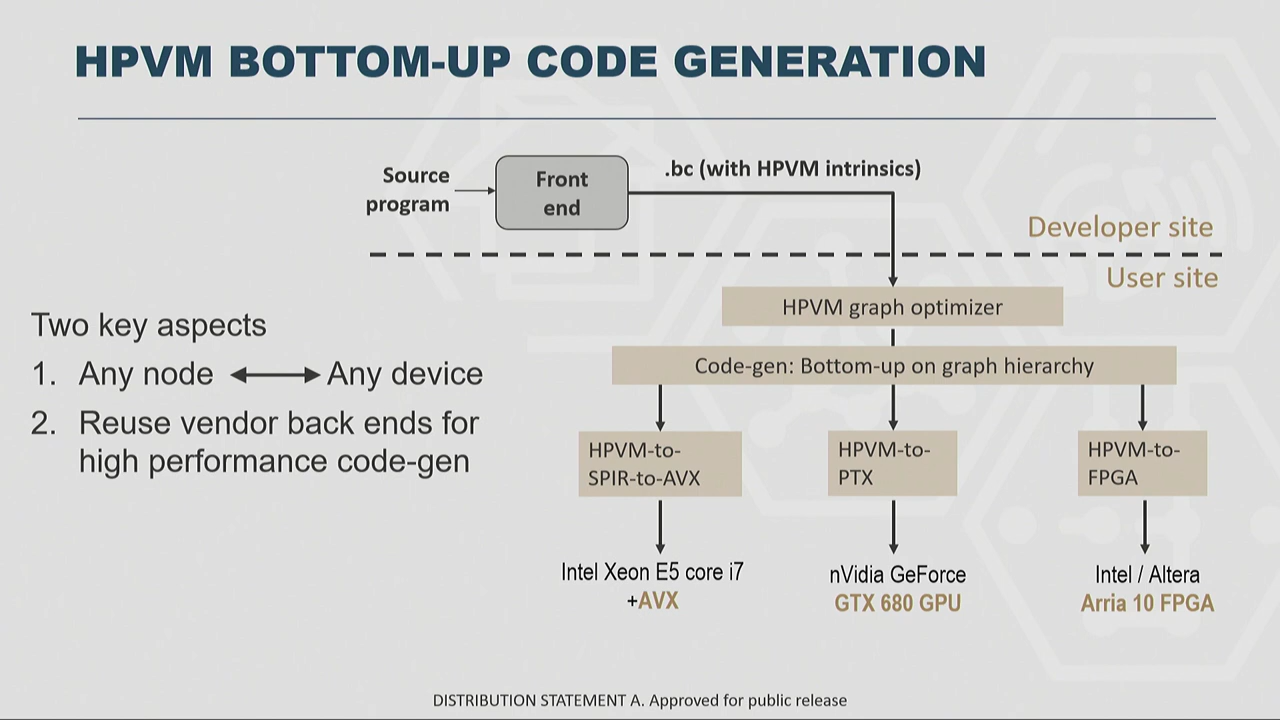 HPVM BOTTOM-UP CODE GENERATION
Source
program
Front
end
.bc (with HPVM intrinsics)
Developer site
User site
HPVM graph optimizer
Code-gen: Bottom-up on graph hierarchy
Two key aspects
1. Any node Any device
2. Reuse vendor back ends for
high performance code-gen
HPVM-to-
SPIR-to-AVX
HPVM-to-
PTX
HPVM-to-
FPGA
Intel Xeon E5 core i7
+AVX
nVidia GeForce
GTX 680 GPU
Intel / Altera
Arria 10 FPGA
DISTRIBUTION STATEMENT A. Approved for public release